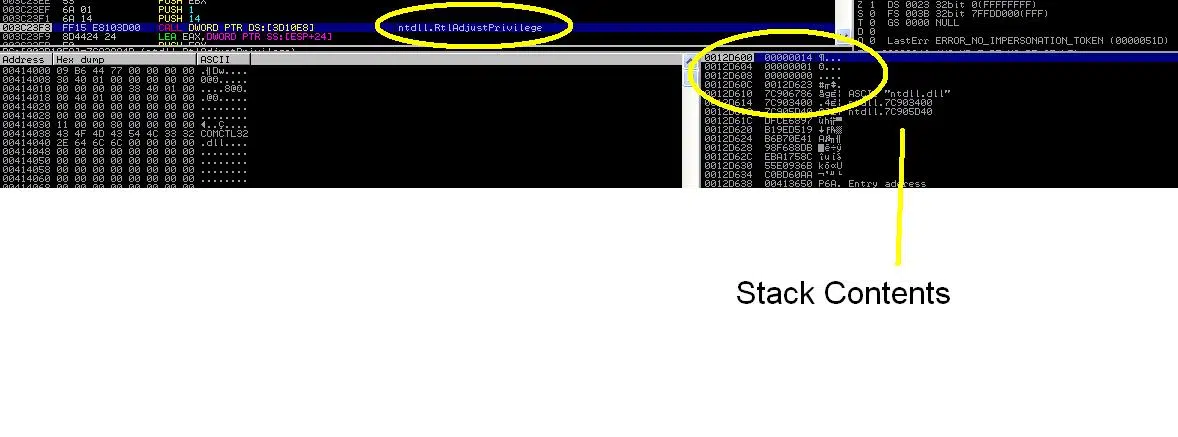 003C23EE 53 PUSH EBX
003C23EF 6A 01 PUSH 1
003C23F1 6A 14 PUSH 14
003C23F3 FF15 E8103D00 CALL DWORD PTR DS:[3D10E8] ntdll.RtlAdjustPrivilege
003C23F9 8D4424 24 LEA EAX,DWORD PTR SS:[ESP+24]
Z 1 DS 0023 32bit 0(FFFFFFFF)
S 0 FS 003B 32bit 7FFDD000(FFF)
T 0 GS 0000 NULL
D 0
O 0 LastErr ERROR_NO_IMPERSONATION_TOKEN (0000051D)
Address Hex dump ASCII
00414000 09 B6 44 77 00 00 00 00
00414008 30 40 01 00 00 00 00 00 0@0.....
00414010 00 00 00 00 38 40 01 00 ....8@0.
00414018 00 40 01 00 00 00 00 00 .@0.....
00414020 00 00 00 00 00 00 00 00 ........
00414028 00 00 00 00 00 00 00 00 ........
00414030 11 00 00 80 00 00 00 00
00414038 43 4F 4D 43 54 4C 33 32 COMCTL32
00414040 2E 64 6C 6C 00 00 00 00 .dll....
00414048 00 00 00 00 00 00 00 00 ........
00414050 00 00 00 00 00 00 00 00 ........
00414058 00 00 00 00 00 00 00 00 ........
00414060 00 00 00 00 00 00 00 00 ........
0012D600 00000014 ¶...
0012D604 00000001 0...
0012D608 00000000 ....
0012D623
0012D610 7C906786 ASCII "ntdll.dll"
0012D614 7C903400 ntdll.7C903400
7C905D40 ntdll.7C905D40
0012D61C DFCE6897
0012D620 B19ED519
0012D624 B6B70E41
0012D628 98F688DB
0012D62C EBA1758C
0012D630 55E0936B
0012D634 C0BD60AA
0012D638 00413650 P6A. Entry address
Stack Contents